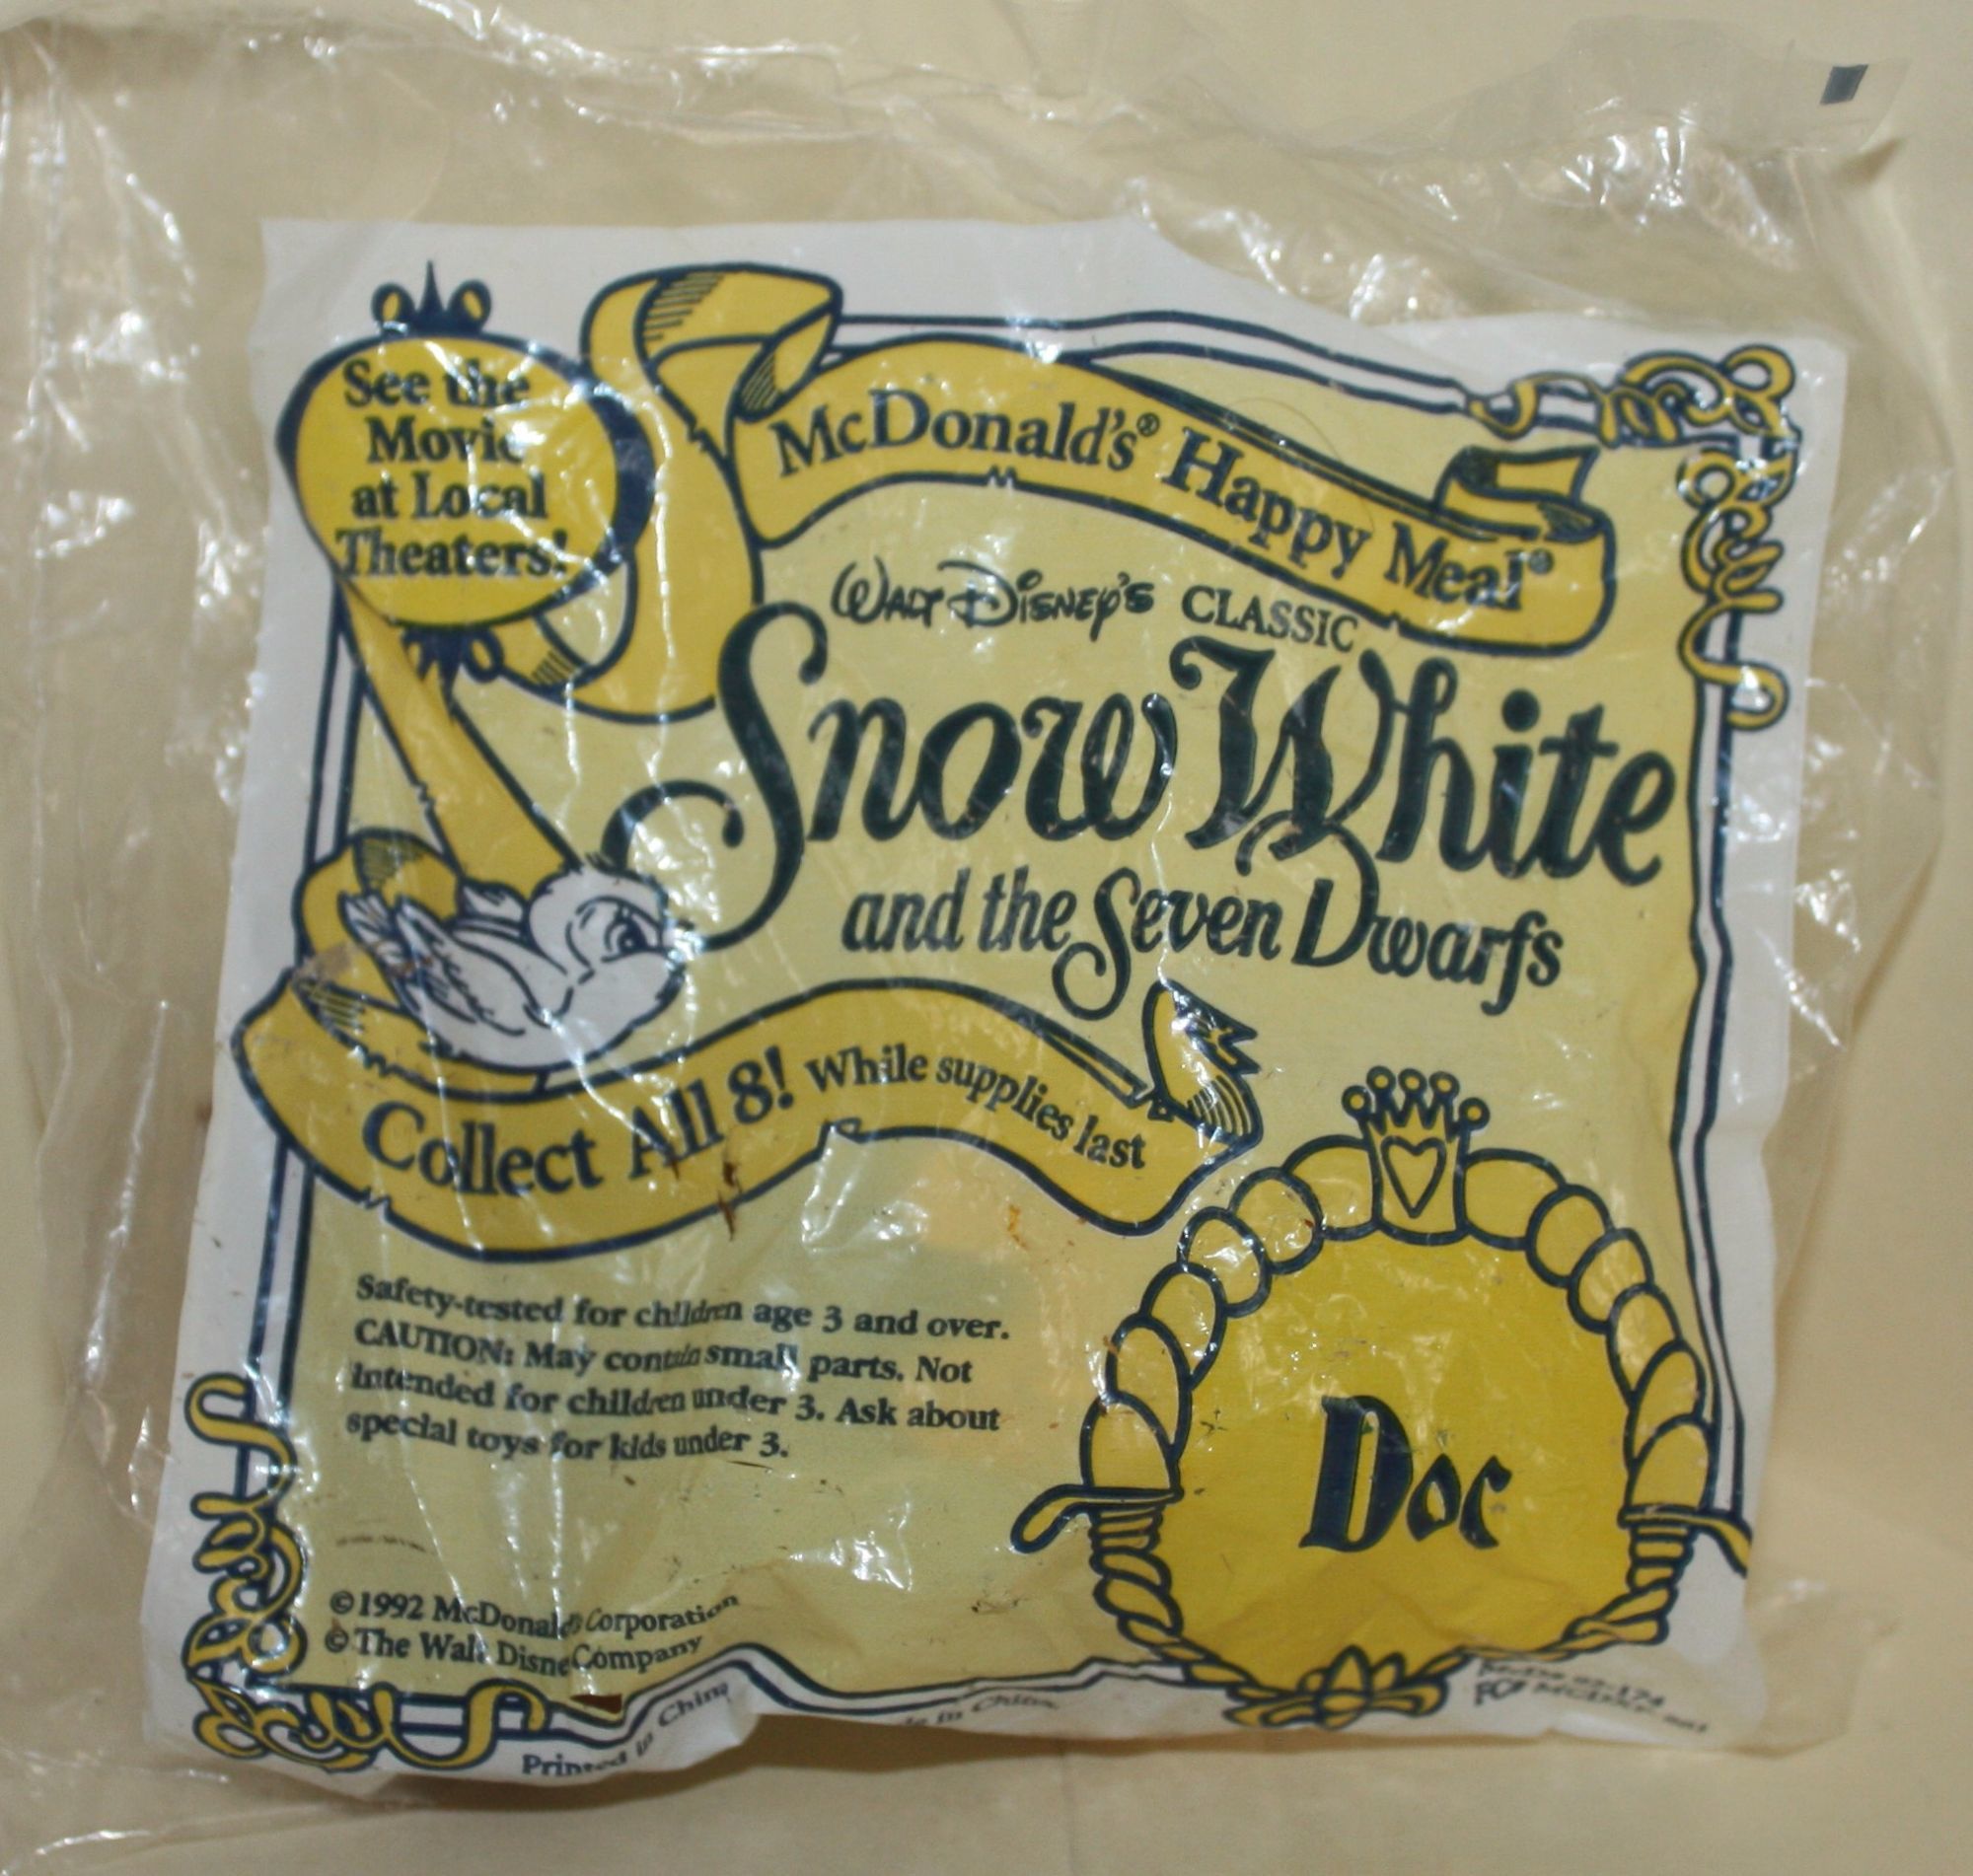 See the
Movie
at Local
Theaters!
McDonald's® Happy Meal®
Walt Disney's CLASSIC
Snow White
and the Seven Dwarfs
Collect All 8! While supplies last
Safety-tested for children age 3 and over.
CAUTION: May contain small parts. Not
intended for children under 3. Ask about
special toys for kids under 3.
Doc
©1992 McDonald's Corporation
© The Walt Disney Company
Printed in China
in China